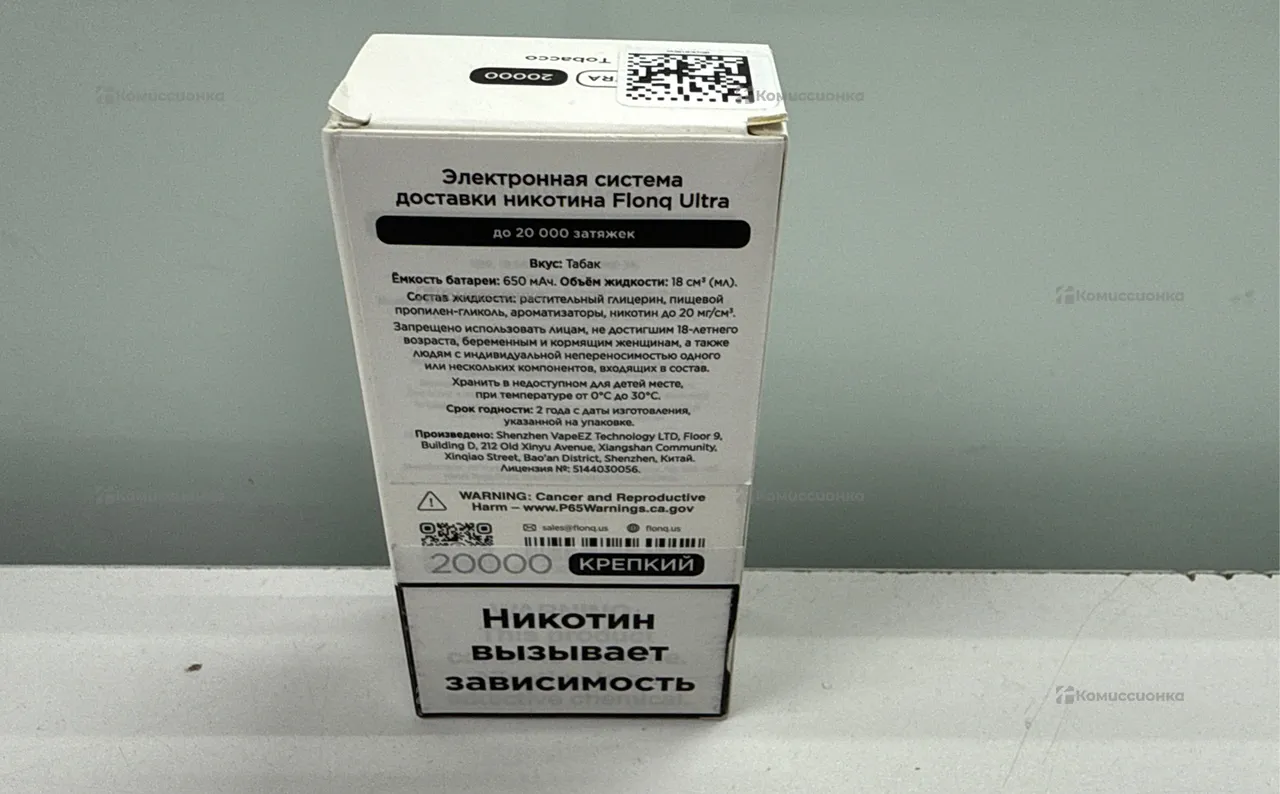 Tobacco
20000
Электронная система
доставки никотина Flonq Ultra
до 20 000 затяжек
Вкус: Табак
Ёмкость батареи: 650 мАч. Объём жидкости: 18 см³ (мл).
Состав жидкости: растительный глицерин, пищевой
пропилен-гликоль, ароматизаторы, никотин до 20 мг/см³.
Запрещено использовать лицам, не достигшим 18-летнего
возраста, беременным и кормящим женщинам, а также
людям с индивидуальной непереносимостью одного
или нескольких компонентов, входящих в состав.
Хранить в недоступном для детей месте,
при температуре от 0°C до 30°C.
Срок годности: 2 года с даты изготовления,
указанной на упаковке.
Произведено: Shenzhen VapeEZ Technology LTD, Floor 9,
Building D, 212 Old Xinyu Avenue, Xiangshan Community,
Xinqiao Street, Bao'an District, Shenzhen, Китай.
Лицензия №: 5144030056.
WARNING: Cancer and Reproductive
Harm – www.P65Warnings.ca.gov
sales@flonq.us flonq.us
20000 КРЕПКИЙ
Никотин
вызывает
зависимость
Комиссионка
Комиссионка
Комиссионка
Комиссионка
Комиссионка
Комиссионка